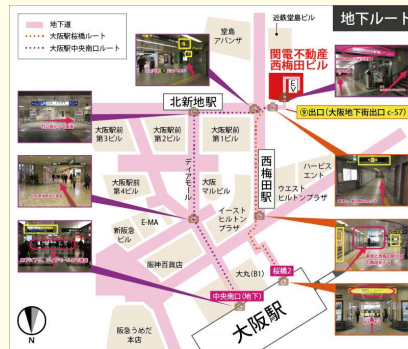 地下ルート
地下道
大阪駅桜橋ルート
大阪駅中央南口ルート
堂島
アバンザ
近鉄堂島ビル
関電不動産
西梅田ビル
北新地駅
⑨出口(大阪地下街出口 c-57)
大阪駅前
第3ビル
大阪駅前
第2ビル
大阪駅前
第1ビル
ディアモール
西梅田駅
大阪駅前
第4ビル
大阪
マルビル
ハービス
エント
ウエスト
ヒルトンプラザ
E-MA
イースト
ヒルトン
プラザ
新阪急
ビル
阪神百貨店
大丸(B1)
桜橋2
中央南口(地下)
大阪駅
阪急うめだ
本店
N